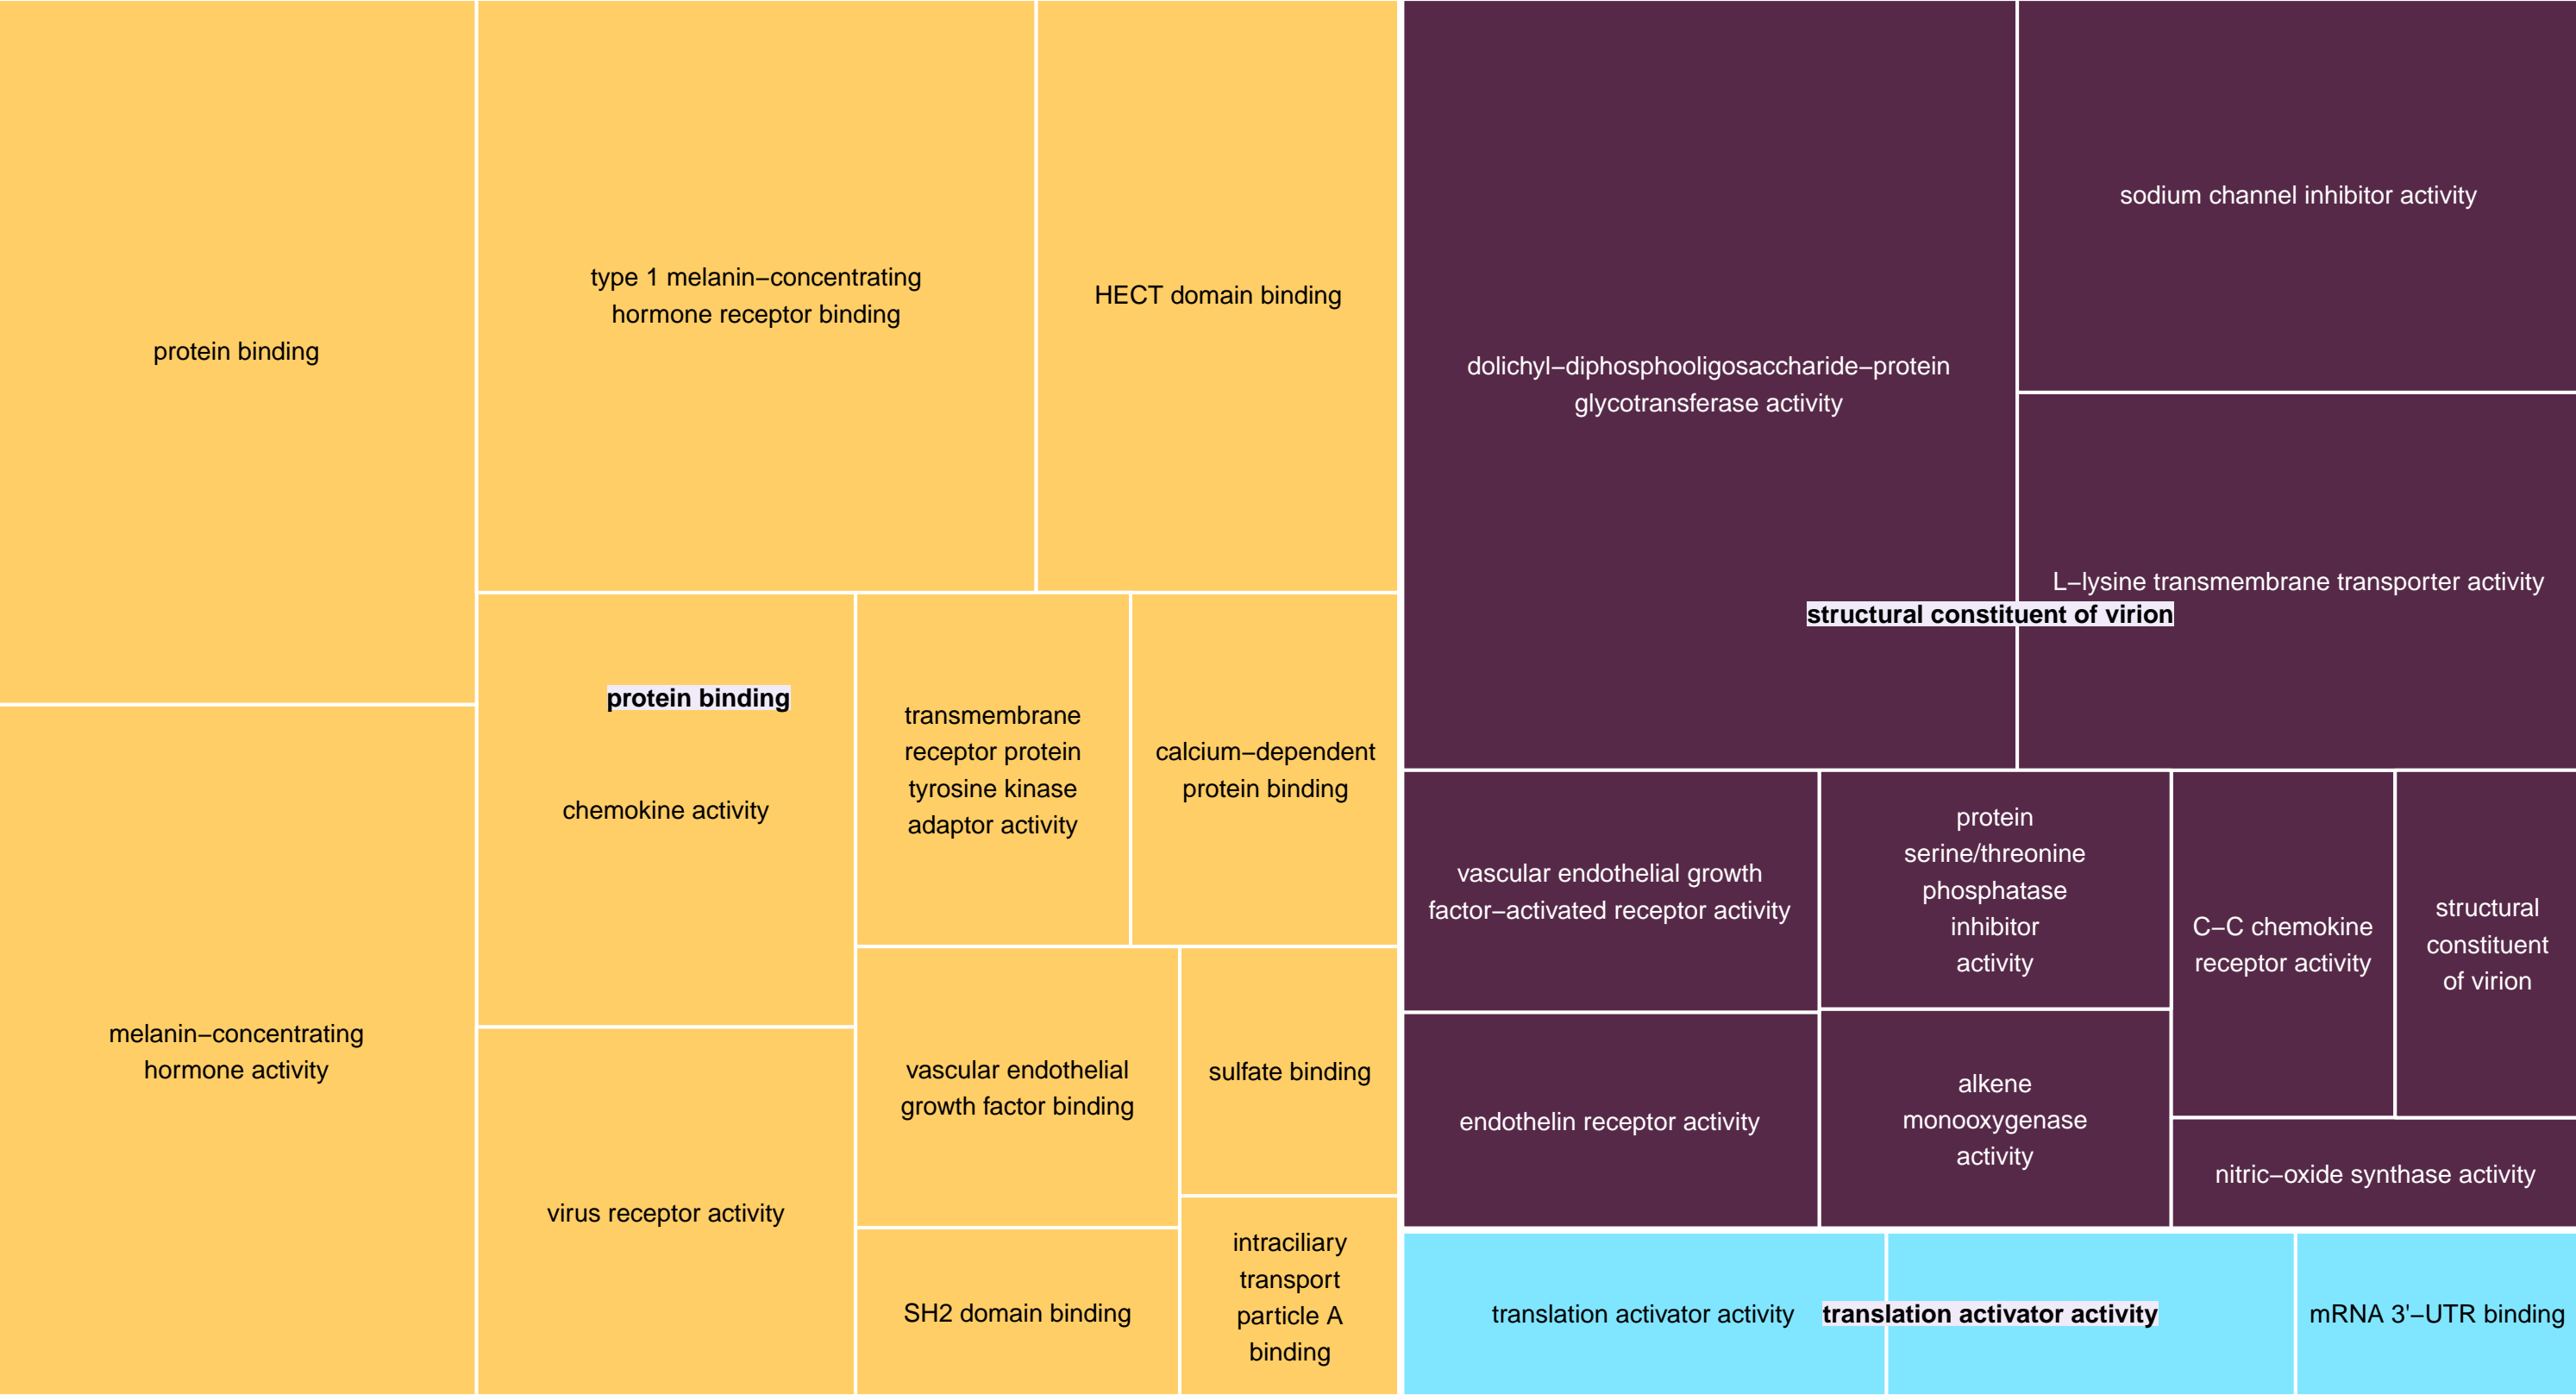 protein binding
type 1 melanin−concentrating
hormone receptor binding
HECT domain binding
melanin−concentrating
hormone activity
protein binding
chemokine activity
transmembrane
receptor protein
tyrosine kinase
adaptor activity
calcium−dependent
protein binding
virus receptor activity
vascular endothelial
growth factor binding
sulfate binding
SH2 domain binding
intraciliary
transport
particle A
binding
dolichyl−diphosphooligosaccharide−protein
glycotransferase activity
sodium channel inhibitor activity
L−lysine transmembrane transporter activity
structural constituent of virion
vascular endothelial growth
factor−activated receptor activity
protein
serine/threonine
phosphatase
inhibitor
activity
C−C chemokine
receptor activity
structural
constituent
of virion
endothelin receptor activity
alkene
monooxygenase
activity
nitric−oxide synthase activity
translation activator activity
translation activator activity
mRNA 3'−UTR binding